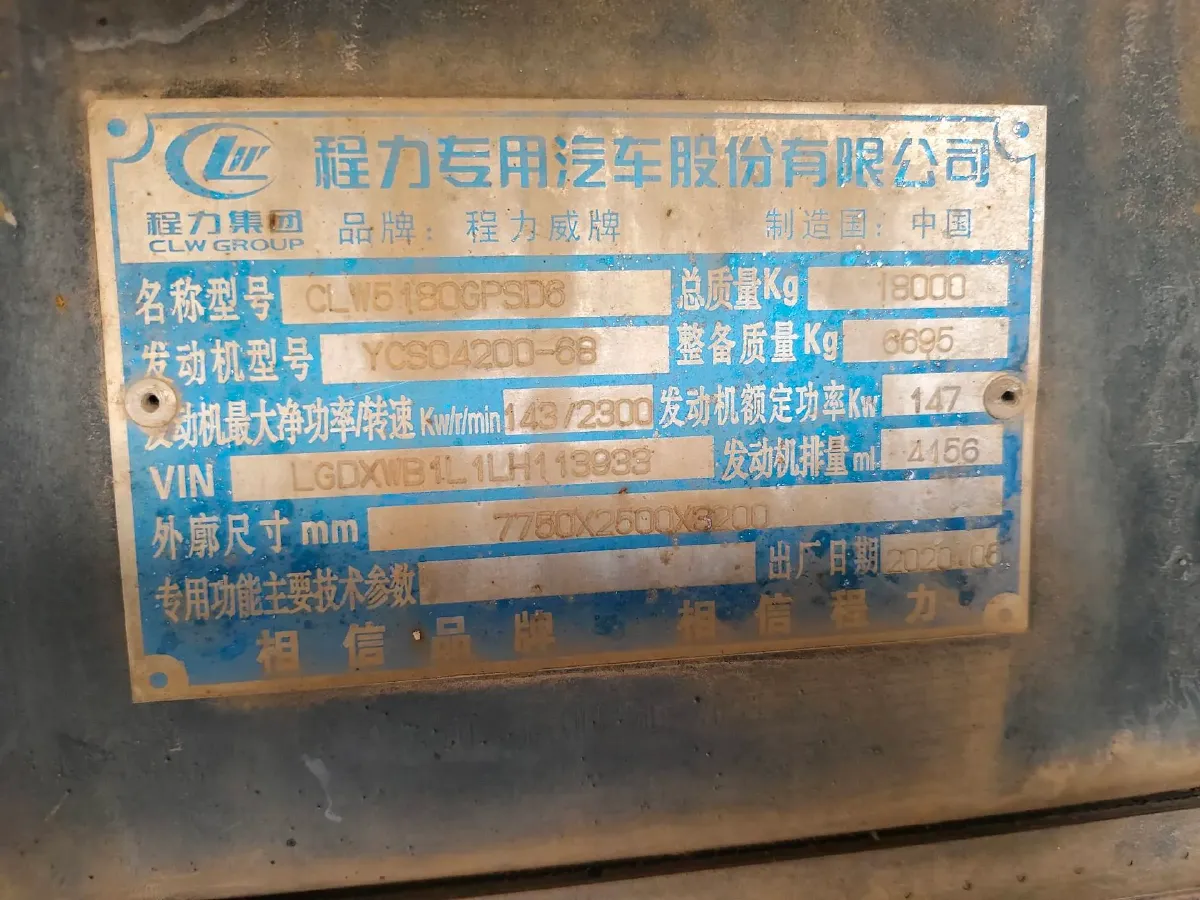 程力专用汽车股份有限公司
程力集团 品牌：程力威牌 制造国：中国
CLW GROUP
名称型号 CLW5180GPSD6 总质量Kg 18000
发动机型号 YCS04200-68 整备质量Kg 6695
发动机最大净功率/转速 Kw/r/min 143/2300 发动机额定功率Kw 147
VIN LGDXWB1L1LH113933 发动机排量ml 4156
外廓尺寸mm 7750X2500X3200
专用功能主要技术参数 出厂日期 2020.06
相信品牌 相信程力